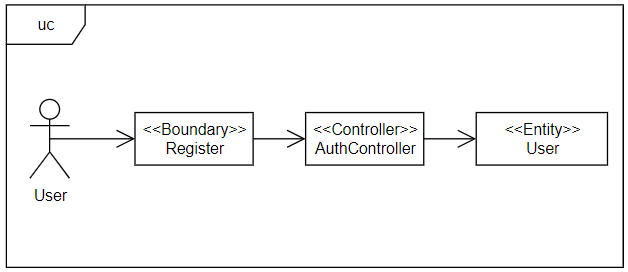 uc
<<Boundary>>
Register
<<Controller>>
AuthController
<<Entity>>
User
User